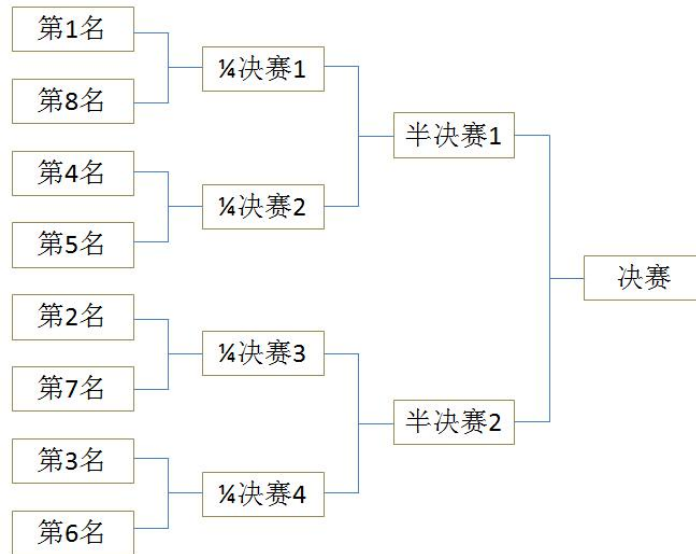 第1名
第8名
第4名
第5名
第2名
第7名
第3名
第6名
¼决赛1
¼决赛2
¼决赛3
¼决赛4
半决赛1
半决赛2
决赛